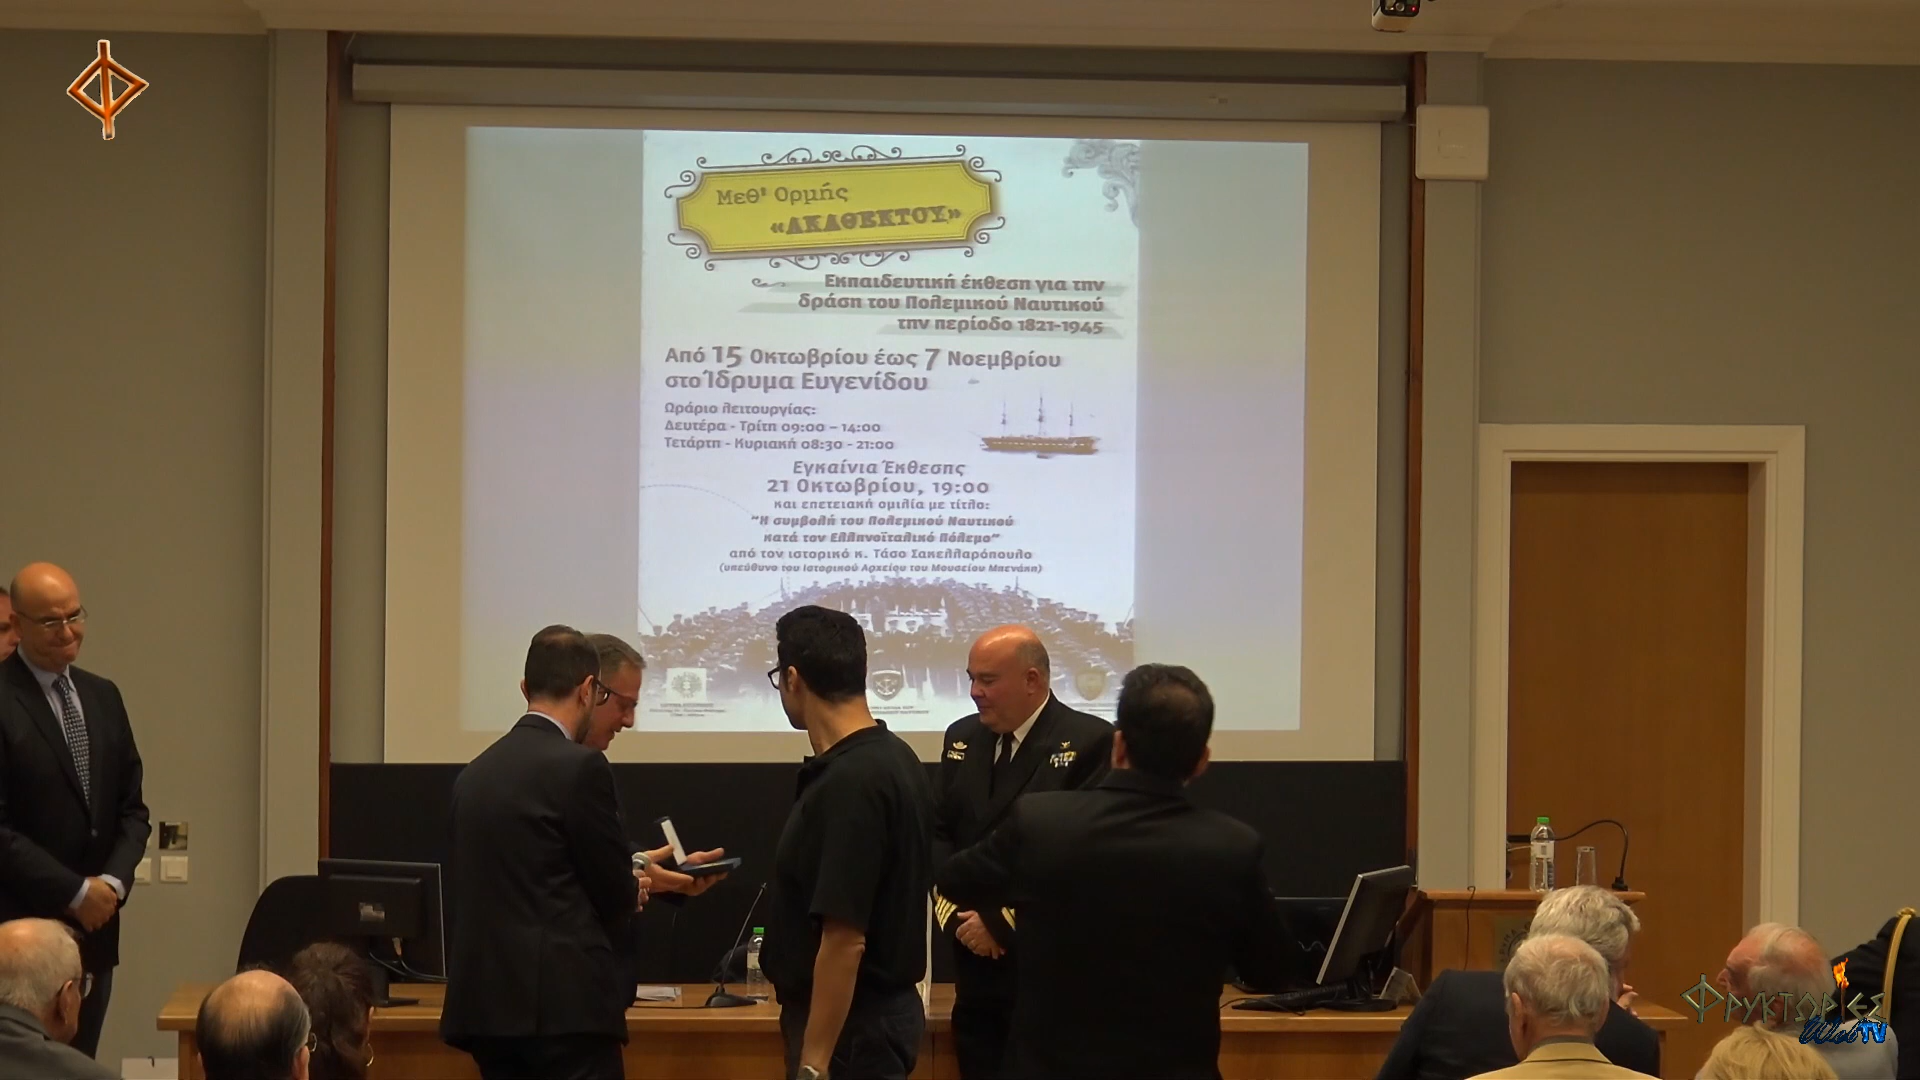 Μεθ' Ορμής
«ΑΚΑΘΕΚΤΟΥ»
Εκπαιδευτική έκθεση για την
δράση του Πολεμικού Ναυτικού
την περίοδο 1821-1945
Από 15 Οκτωβρίου έως 7 Νοεμβρίου
στο Ίδρυμα Ευγενίδου
Ωράριο λειτουργίας:
Δευτέρα - Τρίτη 09:00 – 14:00
Τετάρτη - Κυριακή 08:30 - 21:00
Εγκαίνια Έκθεσης
21 Οκτωβρίου, 19:00
και επετειακή ομιλία με τίτλο:
"Η συμβολή του Πολεμικού Ναυτικού
κατά τον Ελληνοϊταλικό Πόλεμο"
από τον ιστορικό κ. Τάσο Σακελλαρόπουλο
(υπεύθυνο του Ιστορικού Αρχείου του Μουσείου Μπενάκη)
ΦΡΥΚΤΩΡΙΕΣ
WebTV